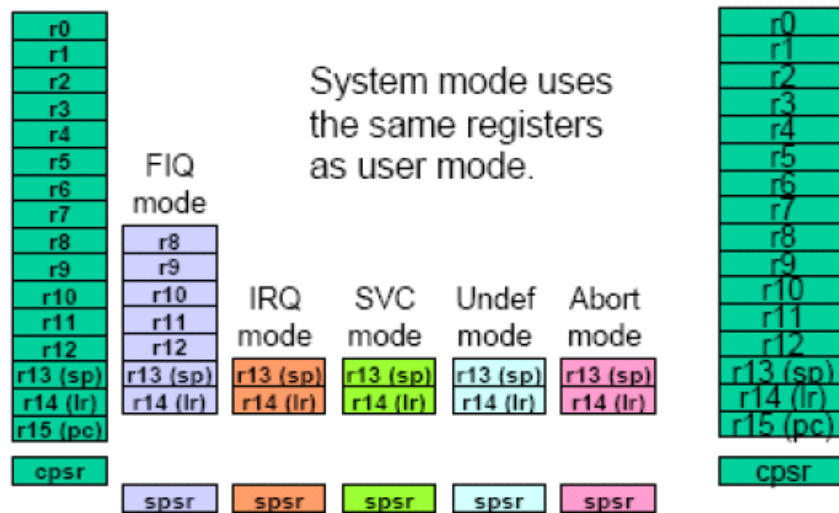 r0
r1
r2
r3
r4
r5
r6
r7
r8
r9
r10
r11
r12
r13 (sp)
r14 (lr)
r15 (pc)
cpsr
FIQ
mode
r8
r9
r10
r11
r12
r13 (sp)
r14 (lr)
spsr
System mode uses
the same registers
as user mode.
IRQ
mode
r13 (sp)
r14 (lr)
spsr
SVC
mode
r13 (sp)
r14 (lr)
spsr
Undef
mode
r13 (sp)
r14 (lr)
spsr
Abort
mode
r13 (sp)
r14 (lr)
spsr
r0
r1
r2
r3
r4
r5
r6
r7
r8
r9
r10
r11
r12
r13 (sp)
r14 (lr)
r15 (pc)
cpsr